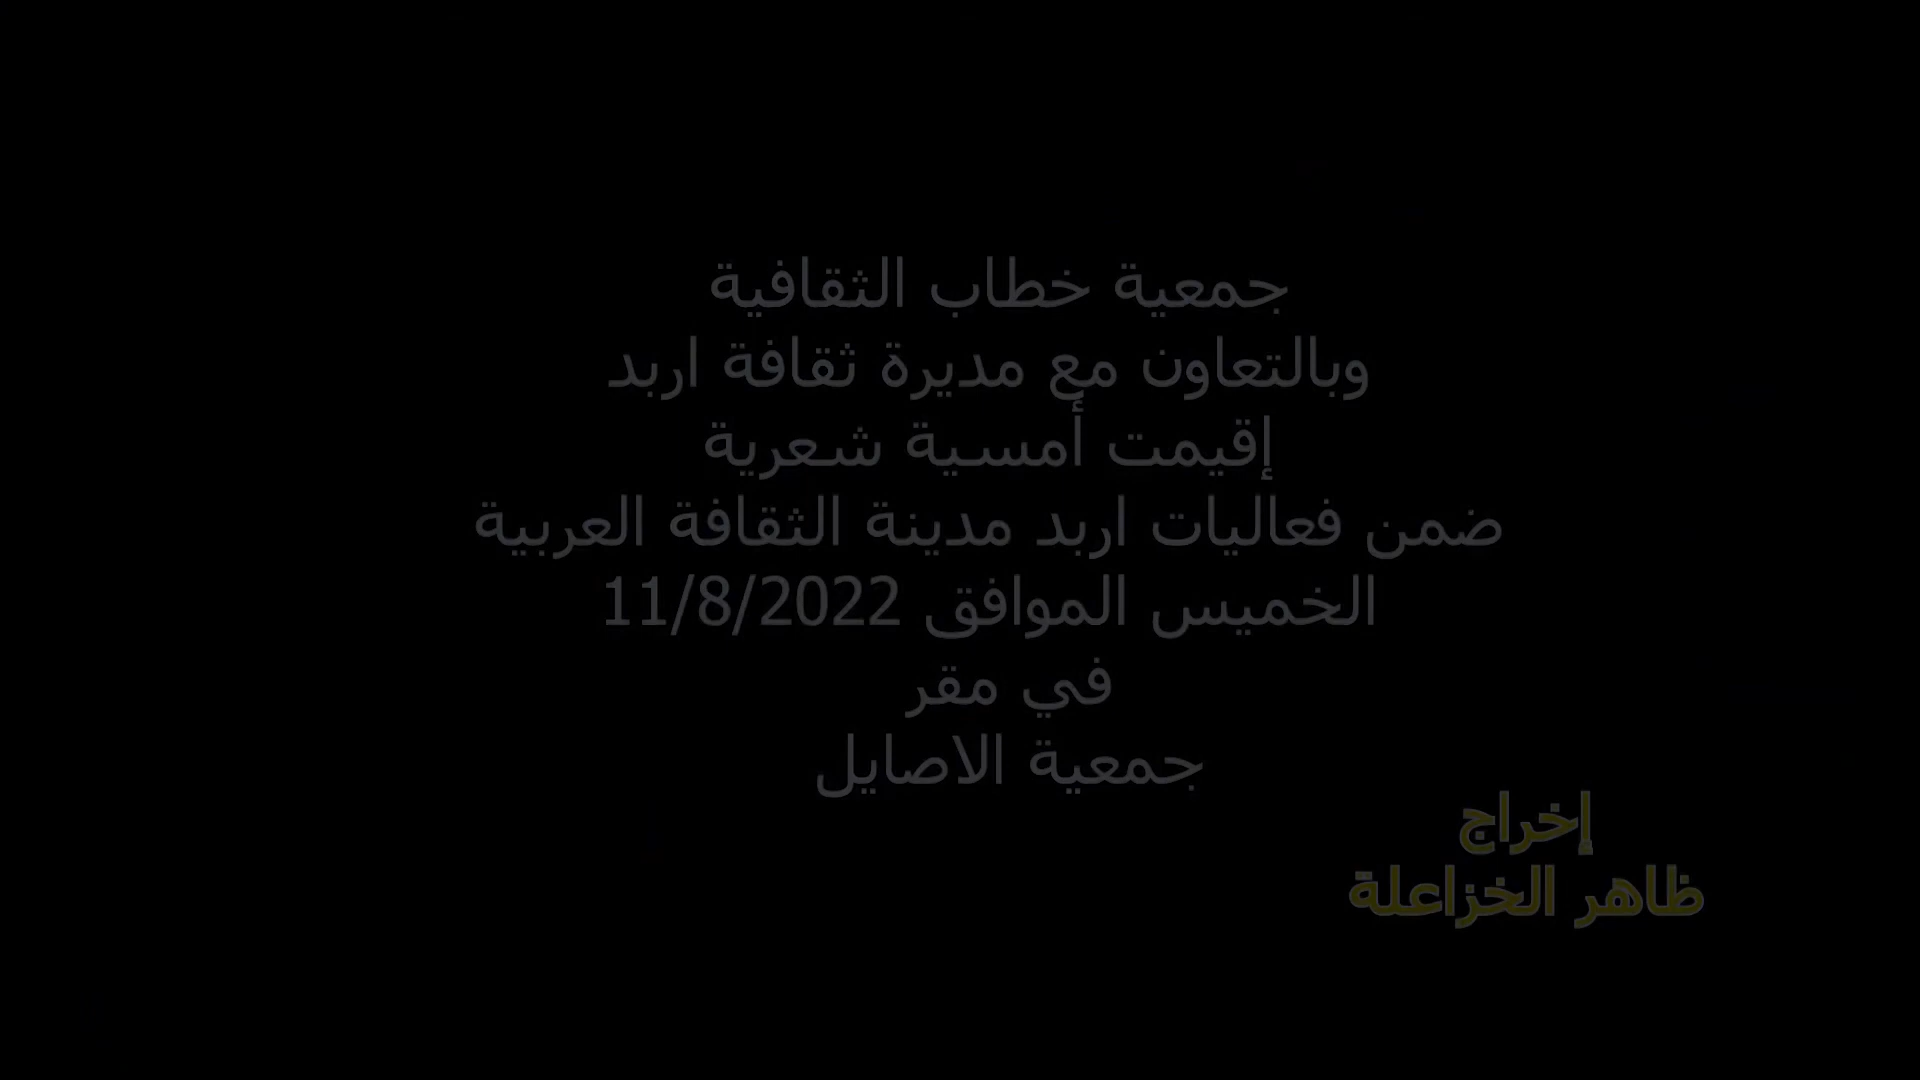 جمعية خطاب الثقافية
وبالتعاون مع مديرة ثقافة اربد
إقيمت أمسية شعرية
ضمن فعاليات اربد مدينة الثقافة العربية
الخميس الموافق 11/8/2022
في مقر
جمعية الاصايل
إخراج
ظاهر الخزاعلة